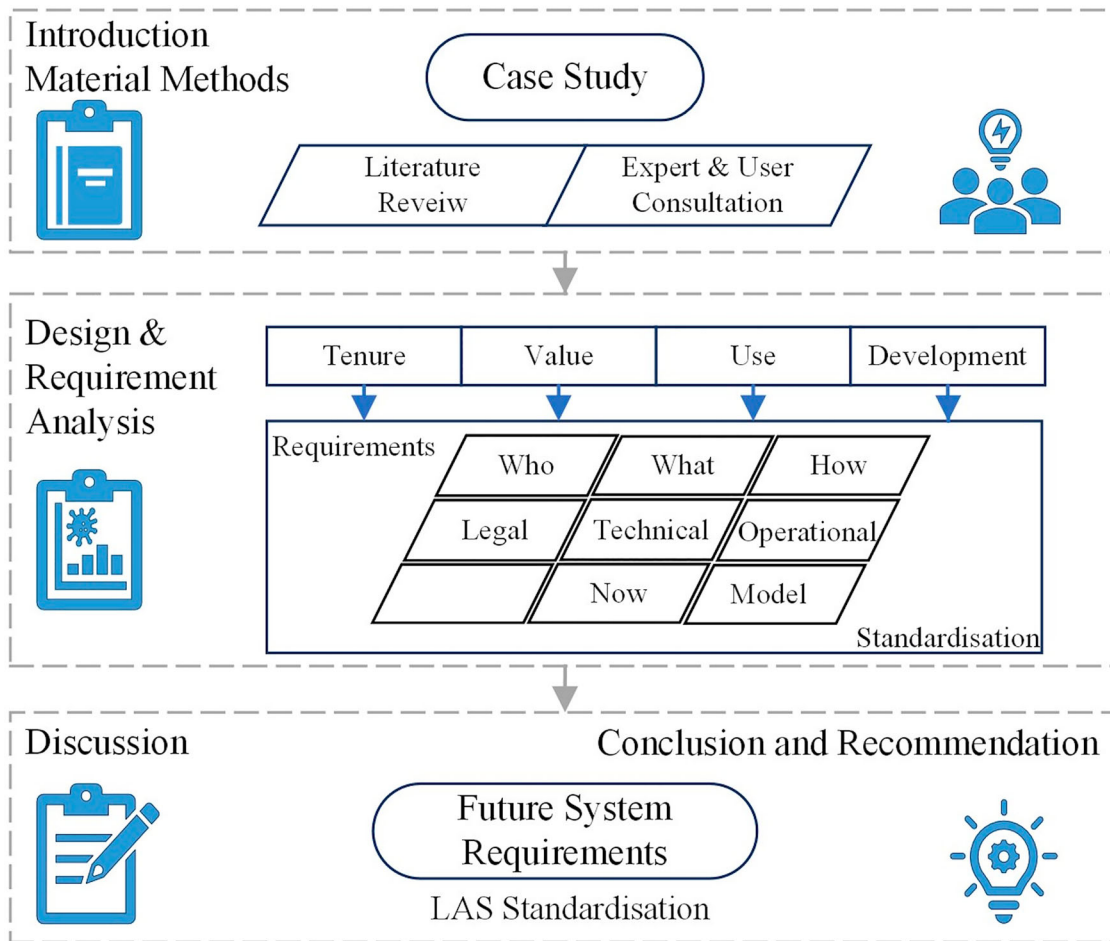 Introduction
Material Methods
Case Study
Literature
Reveiw
Expert & User
Consultation
Design &
Requirement
Analysis
Tenure
Value
Use
Development
Requirements
Who
What
How
Legal
Technical
Operational
Now
Model
Standardisation
Discussion
Conclusion and Recommendation
Future System
Requirements
LAS Standardisation